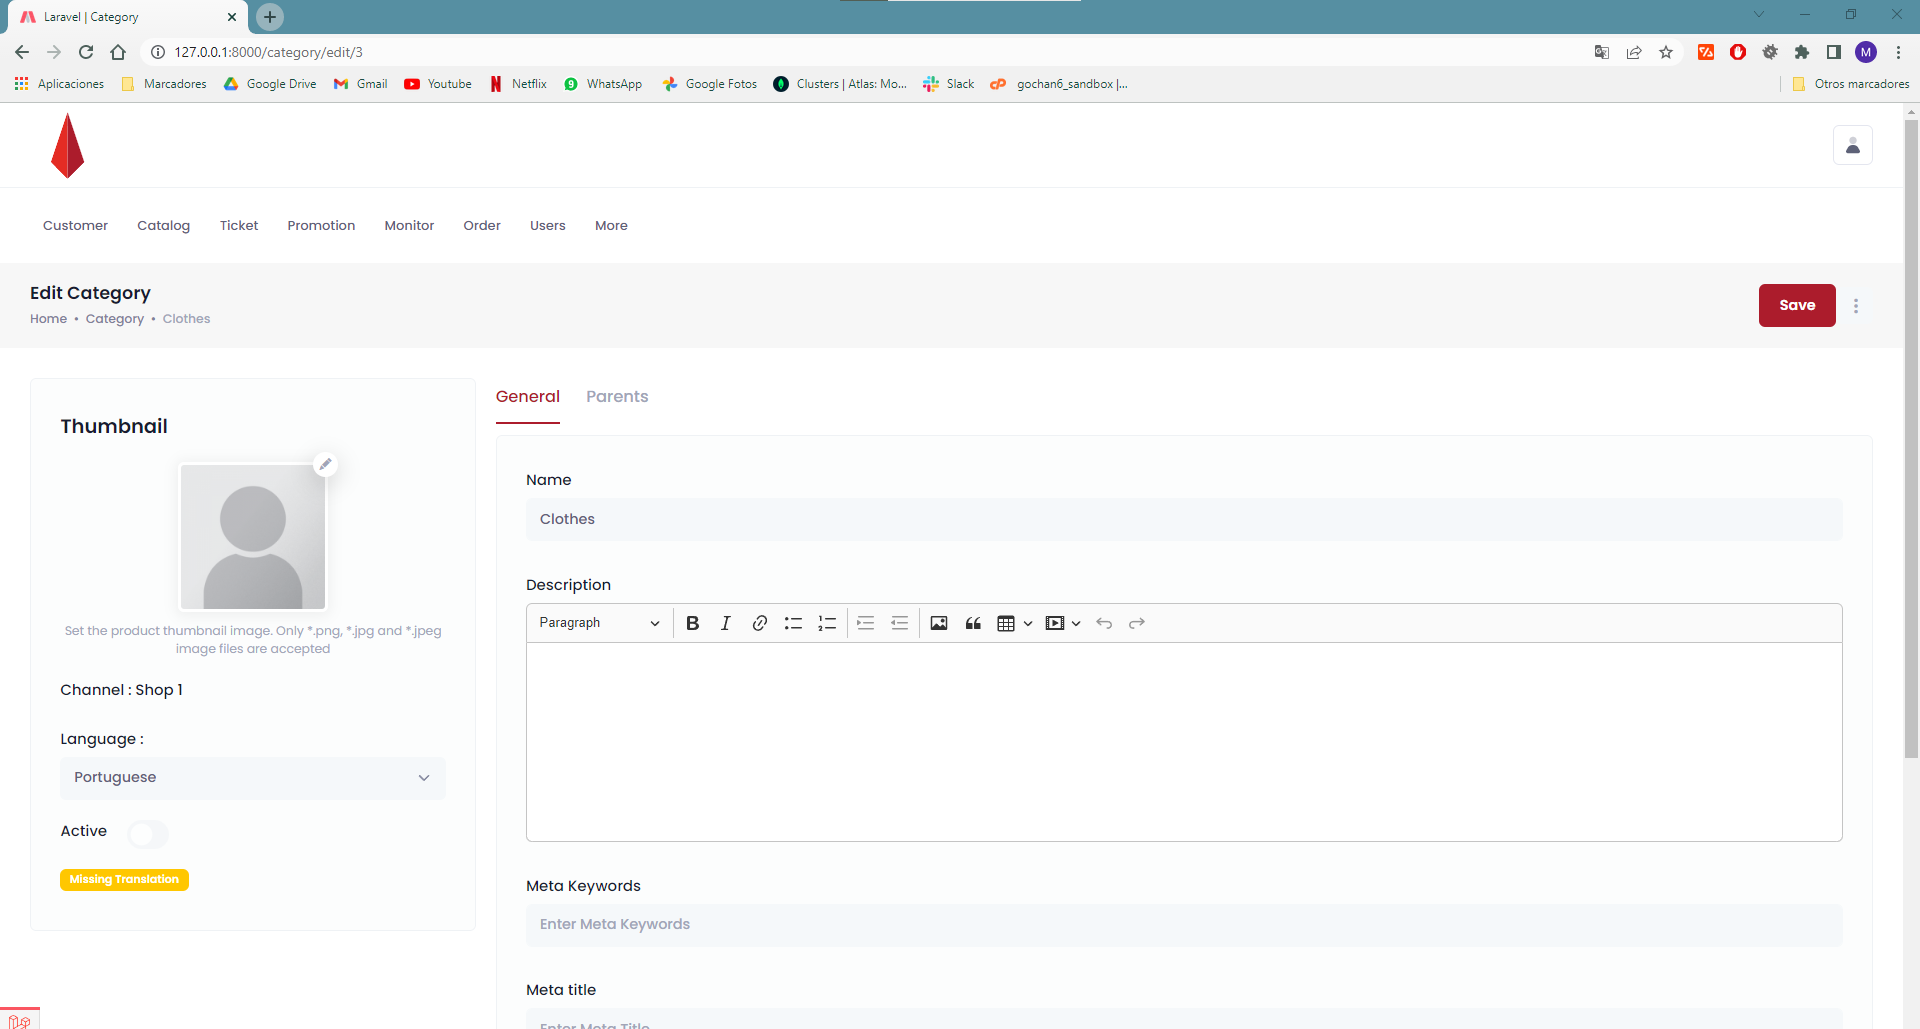 Laravel | Category
127.0.0.1:8000/category/edit/3
M
Aplicaciones
Marcadores
Google Drive
Gmail
Youtube
Netflix
9
WhatsApp
Google Fotos
Clusters | Atlas: Mo...
Slack
gochan6_sandbox |...
Otros marcadores
Customer
Catalog
Ticket
Promotion
Monitor
Order
Users
More
Edit Category
Home • Category • Clothes
Save
Thumbnail
Set the product thumbnail image. Only *.png, *.jpg and *.jpeg
image files are accepted
Channel : Shop 1
Language :
Portuguese
Active
Missing Translation
General
Parents
Name
Clothes
Description
Paragraph
B
I
Meta Keywords
Enter Meta Keywords
Meta title
Enter Meta Title